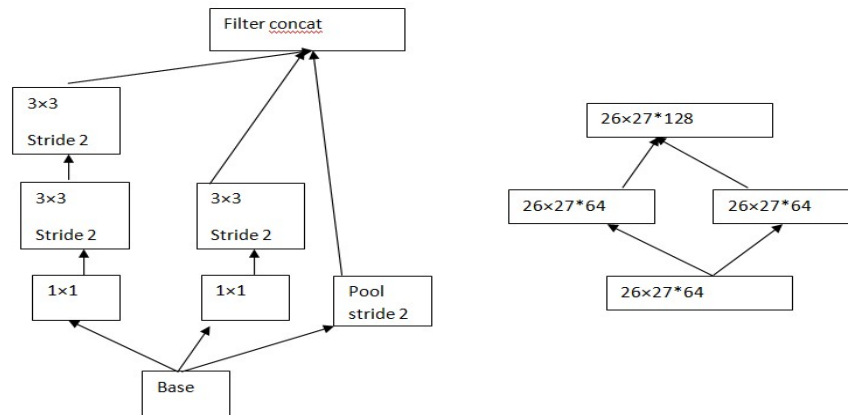 Filter concat
3×3
Stride 2
3×3
Stride 2
3×3
Stride 2
1×1
1×1
Pool
stride 2
Base
26×27*128
26×27*64
26×27*64
26×27*64